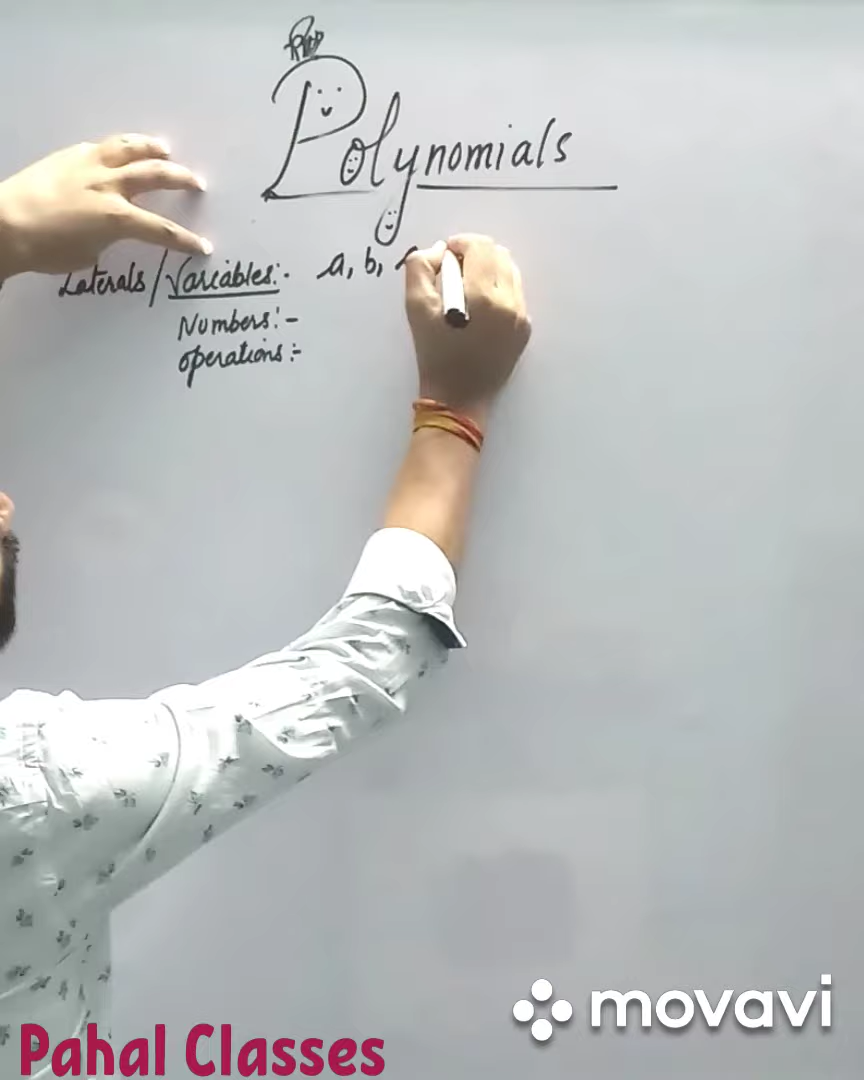 Polynomials
Laterals/Variables:- a, b,
Numbers:-
operations:-
movavi
Pahal Classes